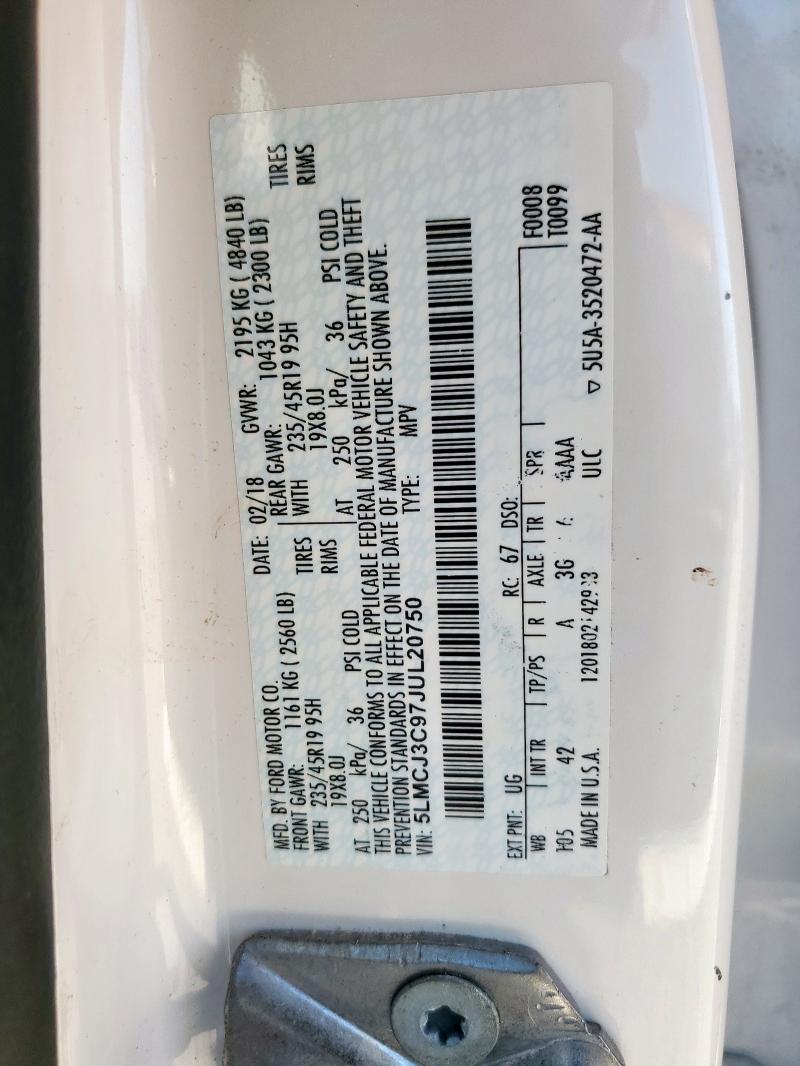 MFD. BY FORD MOTOR CO.
DATE: 02/18 GVWR: 2195 KG ( 4840 LB)
FRONT GAWR: 1161 KG ( 2560 LB) REAR GAWR: 1043 KG ( 2300 LB)
WITH 235/45R19 95H TIRES WITH 235/45R19 95H TIRES
19X8.0J RIMS 19X8.0J RIMS
AT 250 kPa/ 36 PSI COLD AT 250 kPa/ 36 PSI COLD
THIS VEHICLE CONFORMS TO ALL APPLICABLE FEDERAL MOTOR VEHICLE SAFETY AND THEFT
PREVENTION STANDARDS IN EFFECT ON THE DATE OF MANUFACTURE SHOWN ABOVE.
VIN: 5LMCJ3C97JUL20750 TYPE: MPV
EXT PNT: UG RC: 67 DSO: F0008
WB INT TR TP/PS R AXLE TR SPR T0099
42 A 3G
MADE IN U.S.A. ULC ▽ 5U5A-3520472-AA